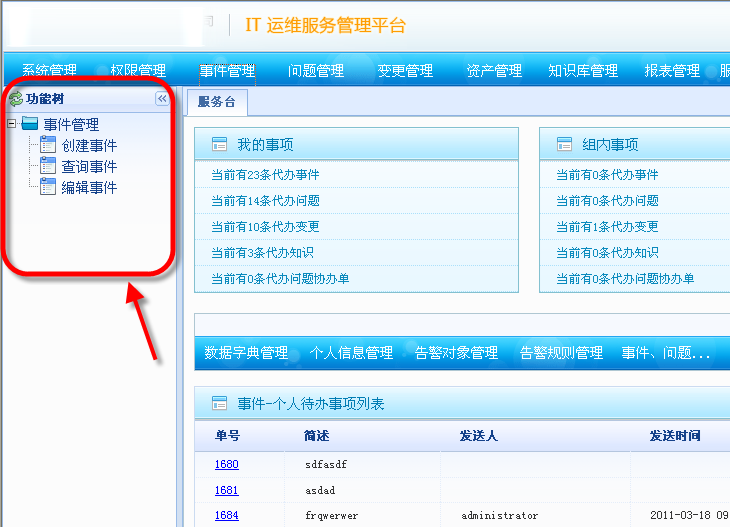 IT 运维服务管理平台
系统管理 权限管理 事件管理 问题管理 变更管理 资产管理 知识库管理 报表管理 服
功能树
服务台
事件管理
创建事件
查询事件
编辑事件
我的事项
当前有23条代办事件
当前有14条代办问题
当前有10条代办变更
当前有3条代办知识
当前有0条代办问题协办单
组内事项
当前有0条代办事件
当前有0条代办问题
当前有1条代办变更
当前有0条代办知识
当前有0条代办问题协办单
数据字典管理 个人信息管理 告警对象管理 告警规则管理 事件、问题...
事件-个人待办事项列表
单号 简述 发送人 发送时间
1680 sdfasdf
1681 asdad
1684 frqwerwer administrator 2011-03-18 09